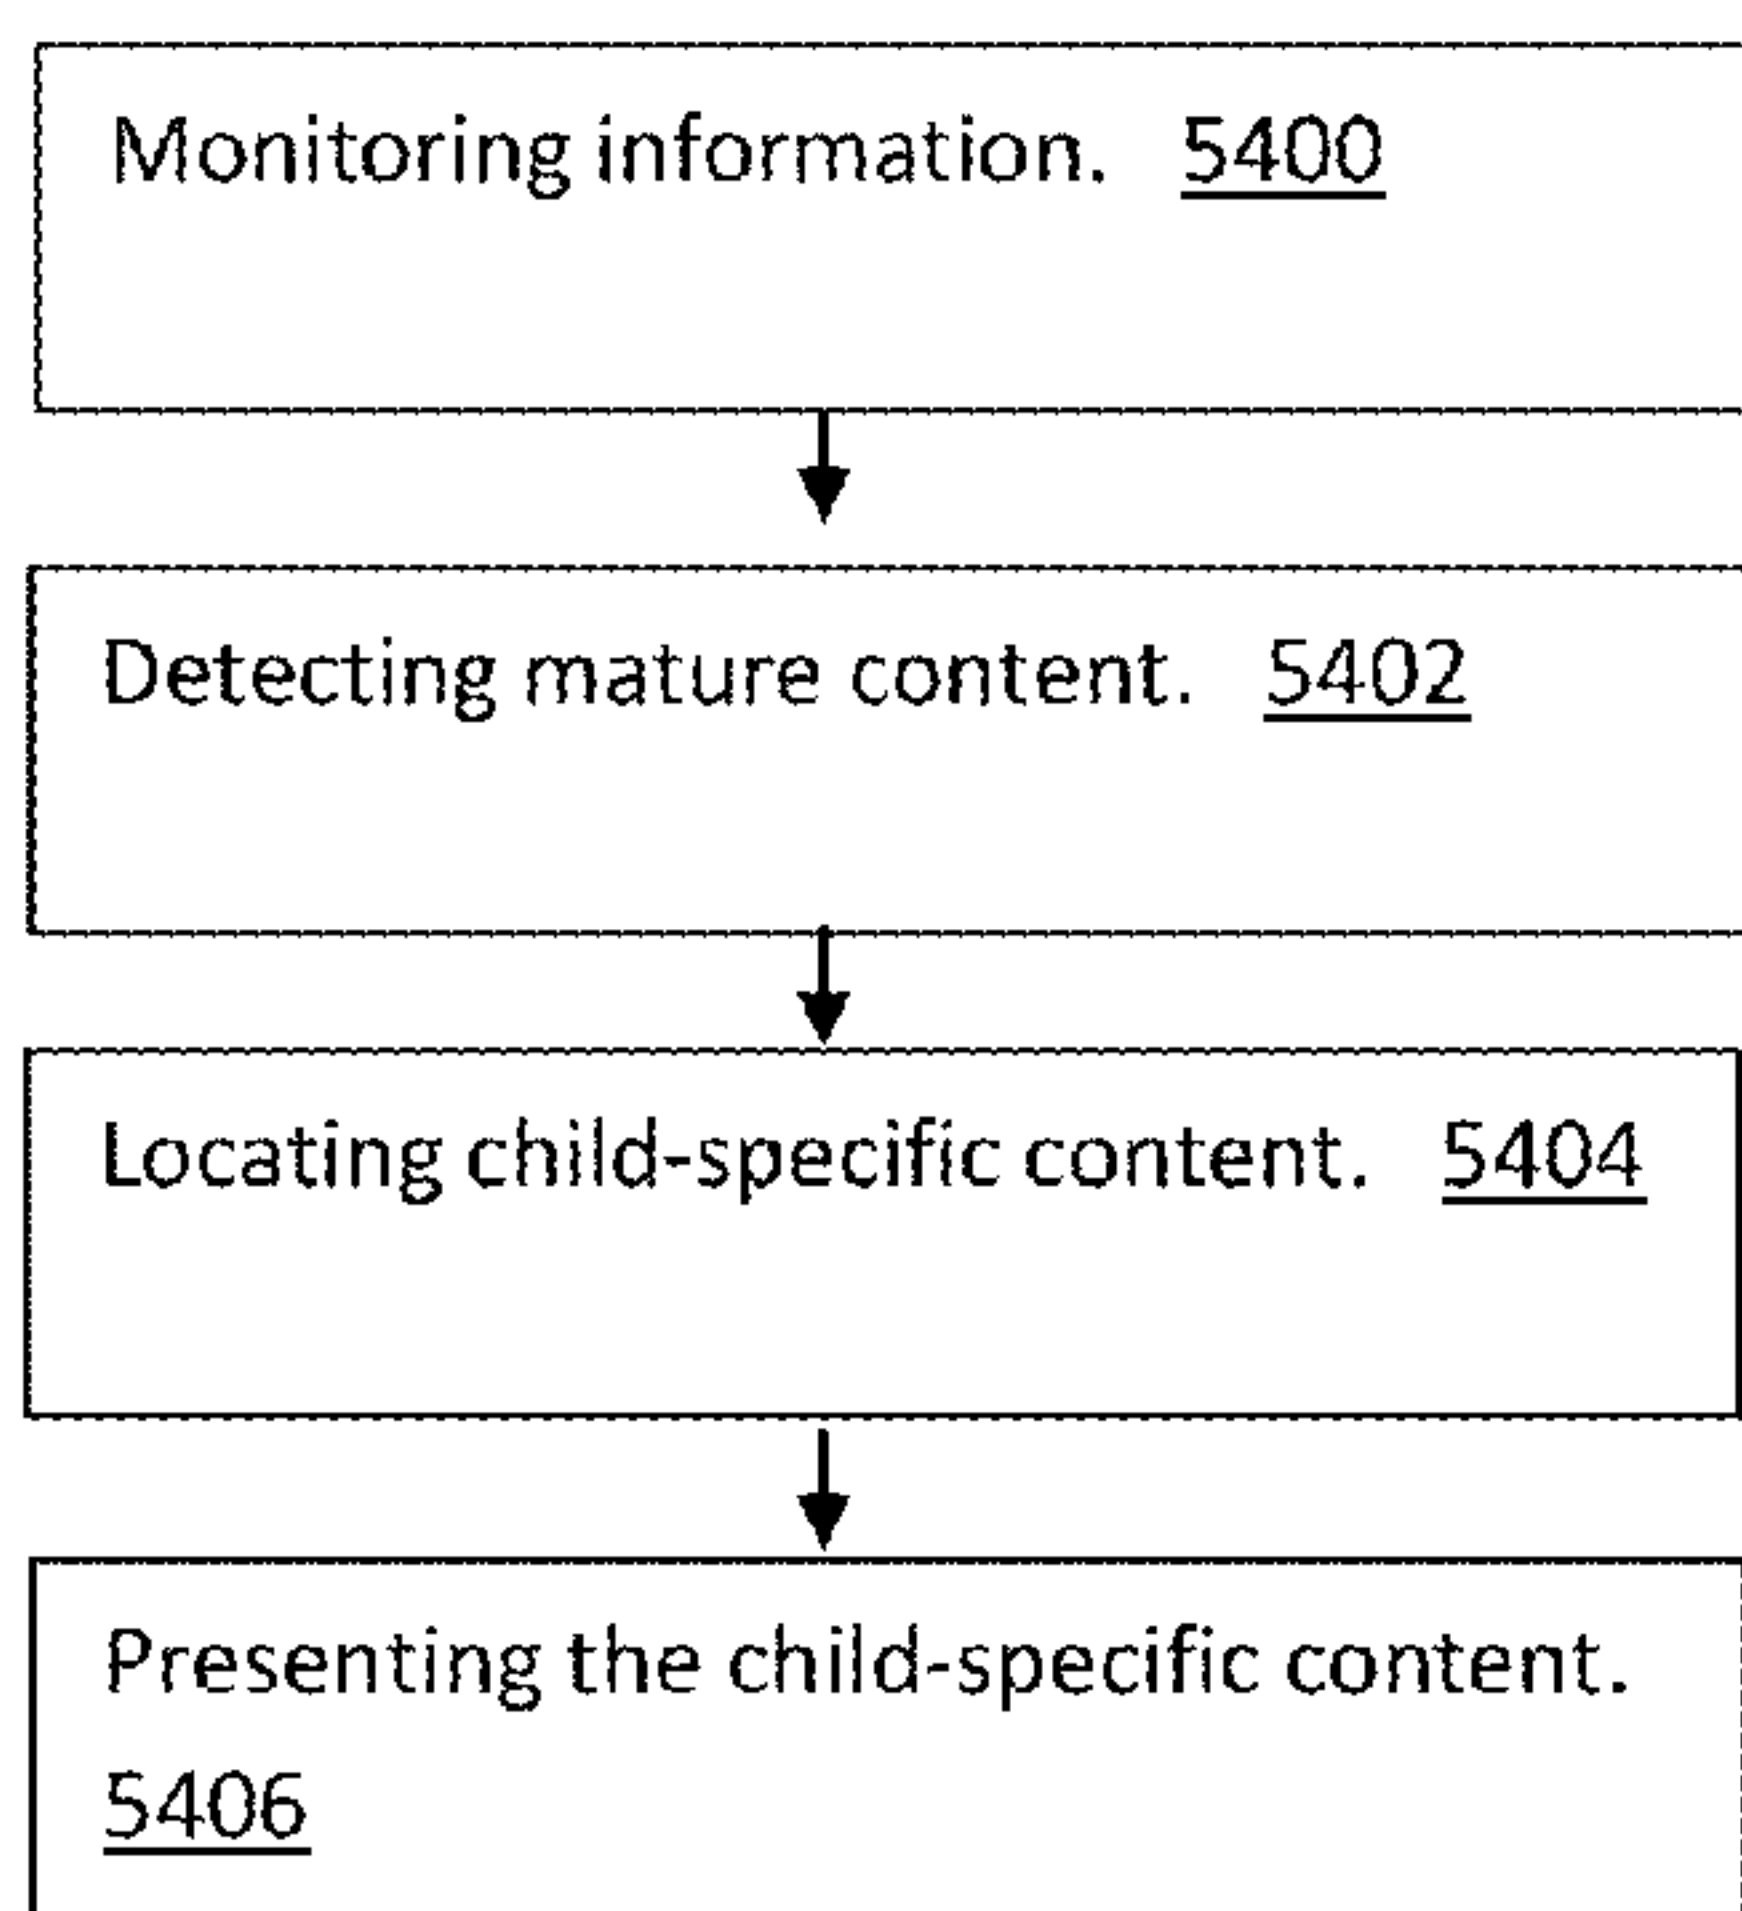 Monitoring information. 5400
Detecting mature content. 5402
Locating child-specific content. 5404
Presenting the child-specific content.
5406